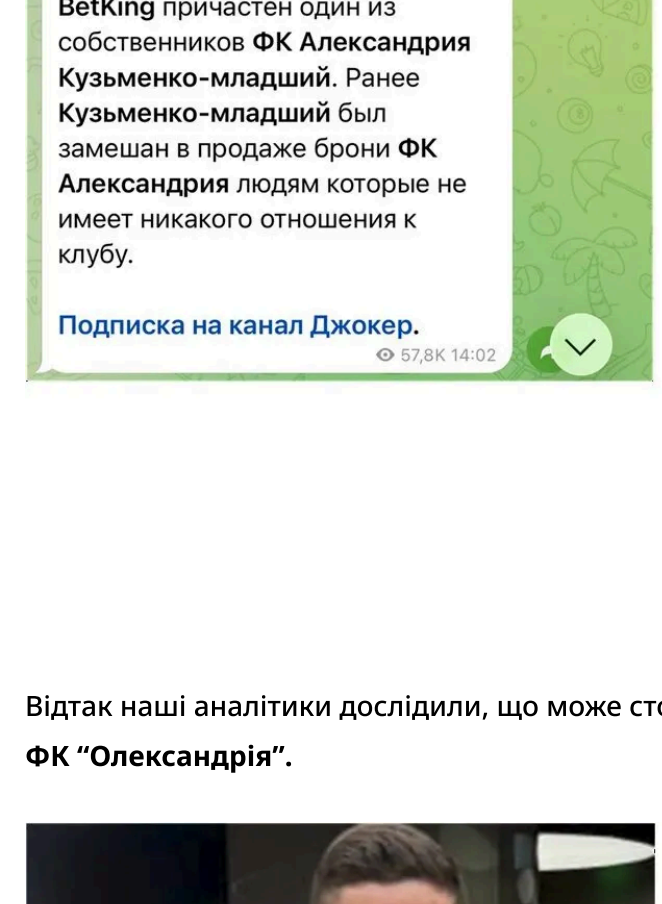 BetKing причастен один из
собственников ФК Александрия
Кузьменко-младший. Ранее
Кузьменко-младший был
замешан в продаже брони ФК
Александрия людям которые не
имеет никакого отношения к
клубу.
Подписка на канал Джокер.
57,8K 14:02
Відтак наші аналітики дослідили, що може
ФК “Олександрія”.